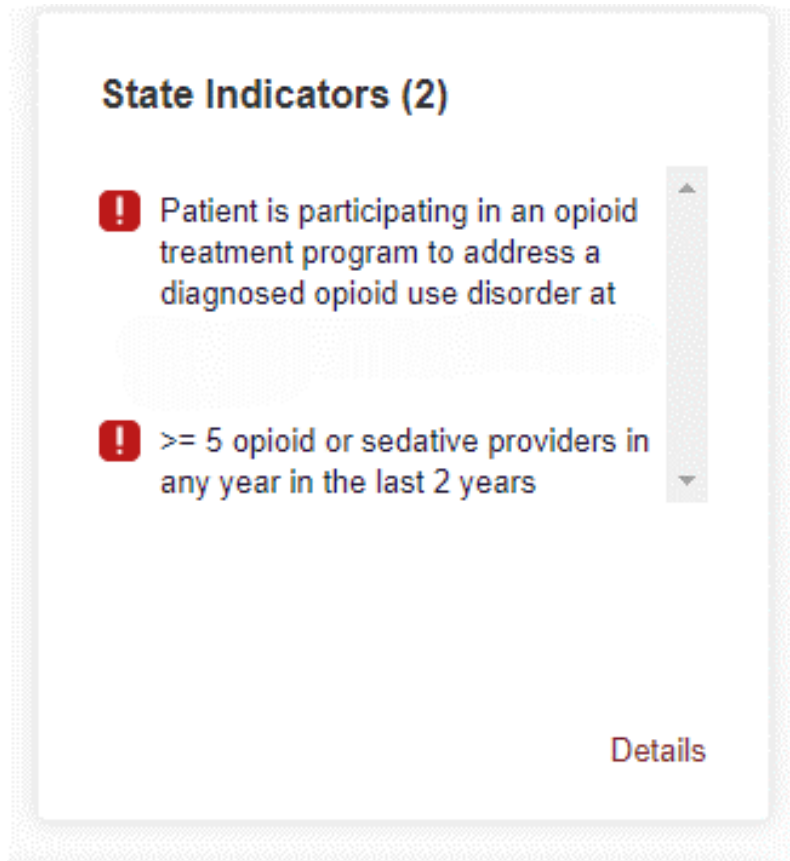 State Indicators (2)
Patient is participating in an opioid
treatment program to address a
diagnosed opioid use disorder at
>= 5 opioid or sedative providers in
any year in the last 2 years
Details